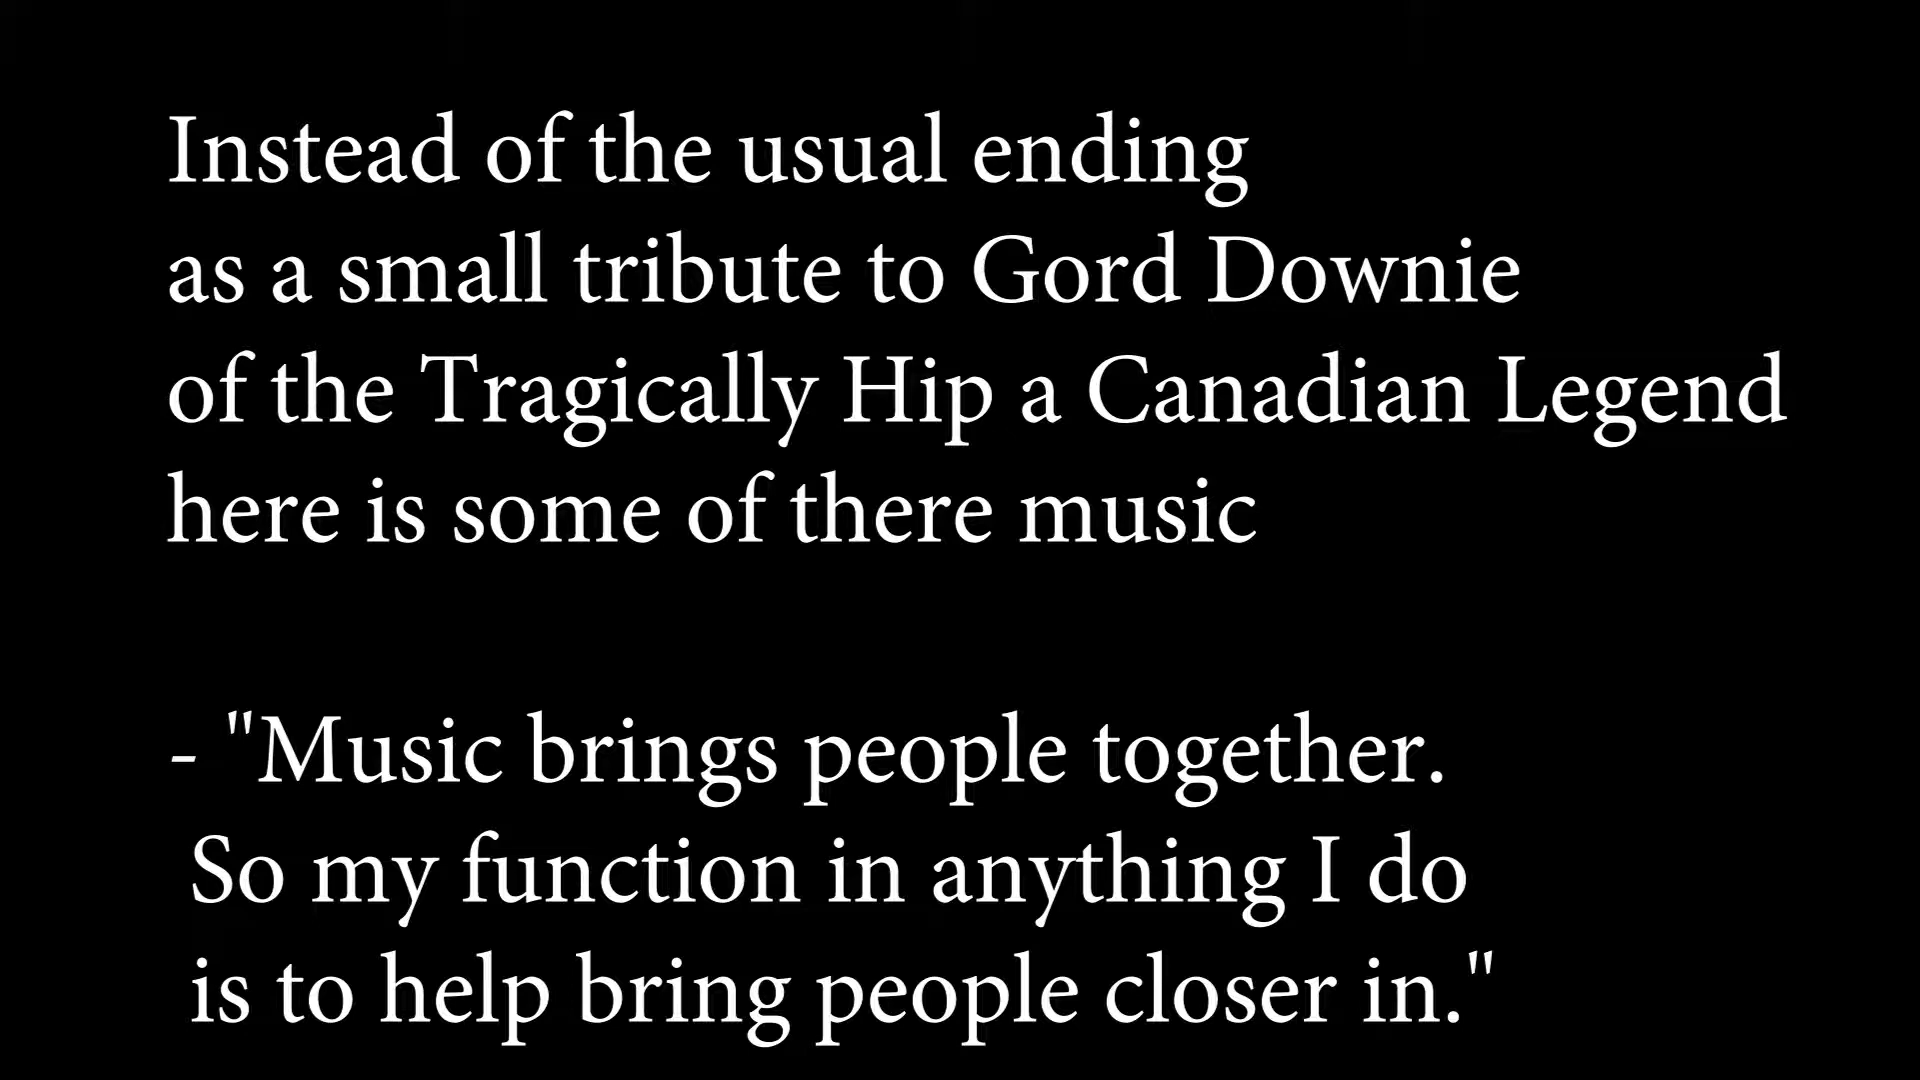 Instead of the usual ending
as a small tribute to Gord Downie
of the Tragically Hip a Canadian Legend
here is some of there music
- "Music brings people together.
So my function in anything I do
is to help bring people closer in."